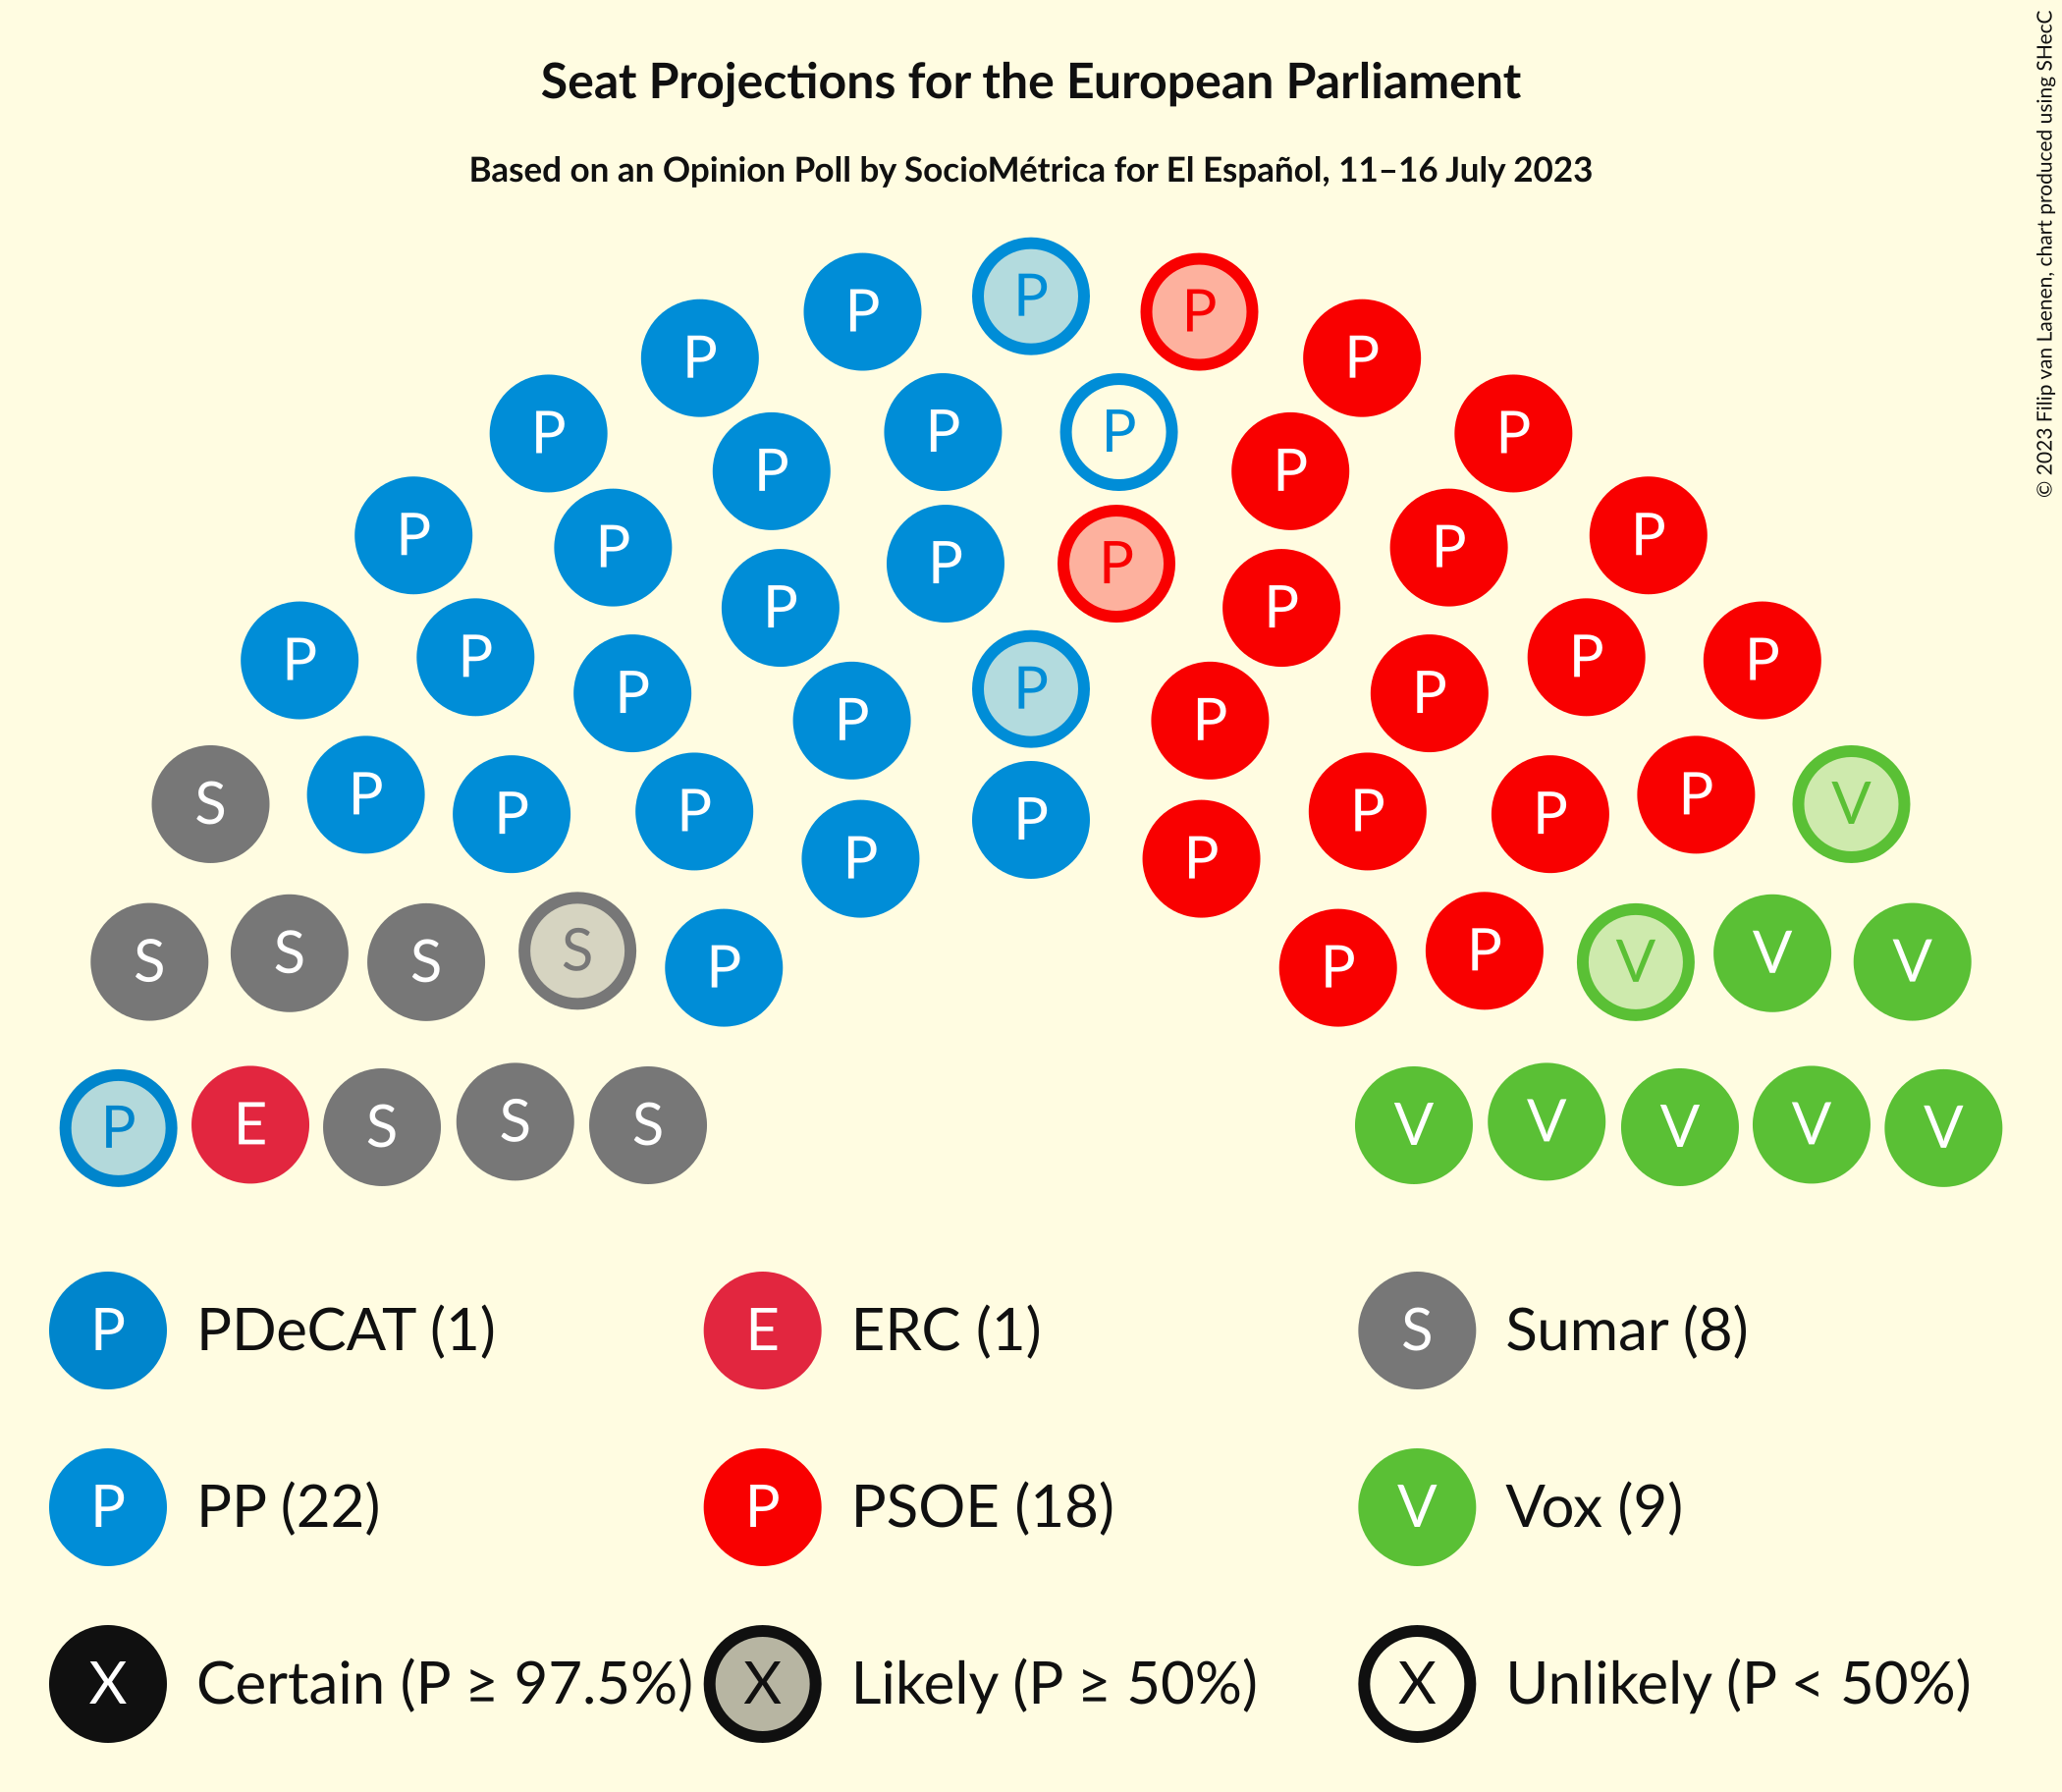 Seat Projections for the European Parliament
Based on an Opinion Poll by SocioMétrica for El Español, 11–16 July 2023
© 2023 Filip van Laenen, chart produced using SHecC
P P P
P P
P P P
P P
P P P P
P P
P P P P
P P P P
P P
S P P P P P P P P P P V
P P
S S S S P P P V V V
P E S S S V V V V V
P PDeCAT (1) E ERC (1) S Sumar (8)
P PP (22) P PSOE (18) V Vox (9)
X Certain (P ≥ 97.5%) X Likely (P ≥ 50%) X Unlikely (P < 50%)